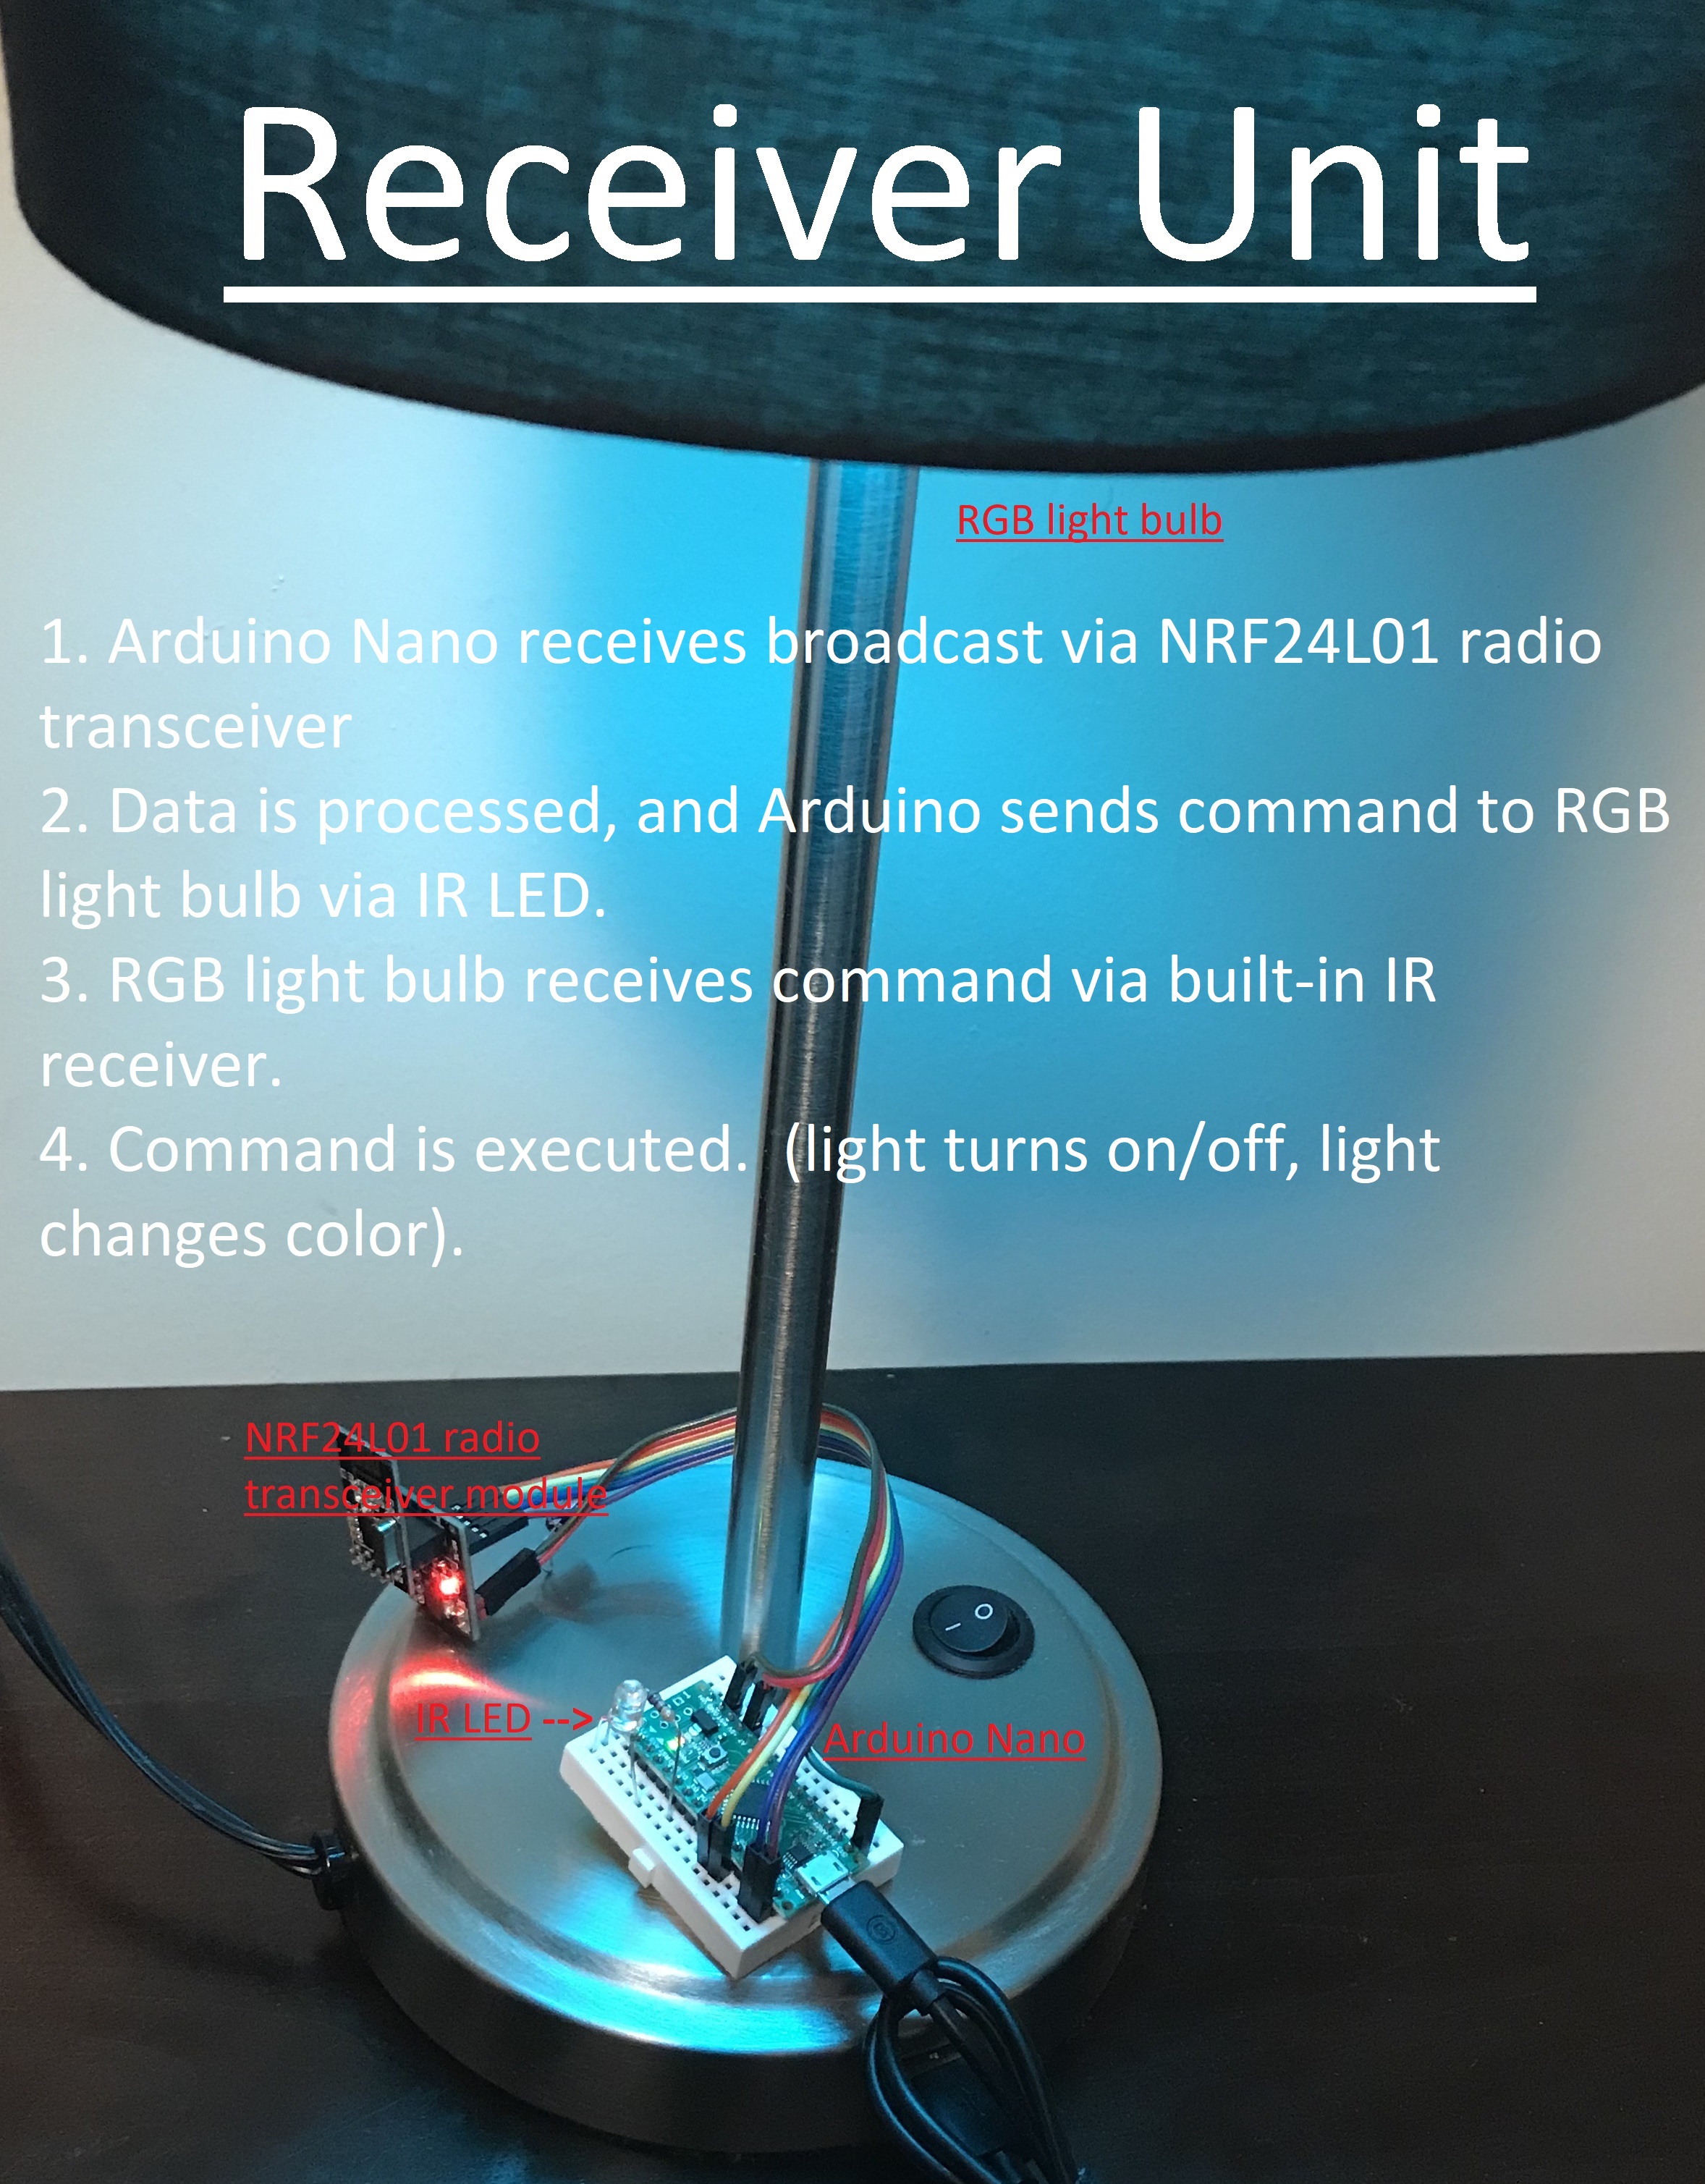 Receiver Unit
RGB light bulb
1. Arduino Nano receives broadcast via NRF24L01 radio
transceiver
2. Data is processed, and Arduino sends command to RGB
light bulb via IR LED.
3. RGB light bulb receives command via built-in IR
receiver.
4. Command is executed.  (light turns on/off, light
changes color).
NRF24L01 radio
transceiver module
IR LED -->
Arduino Nano